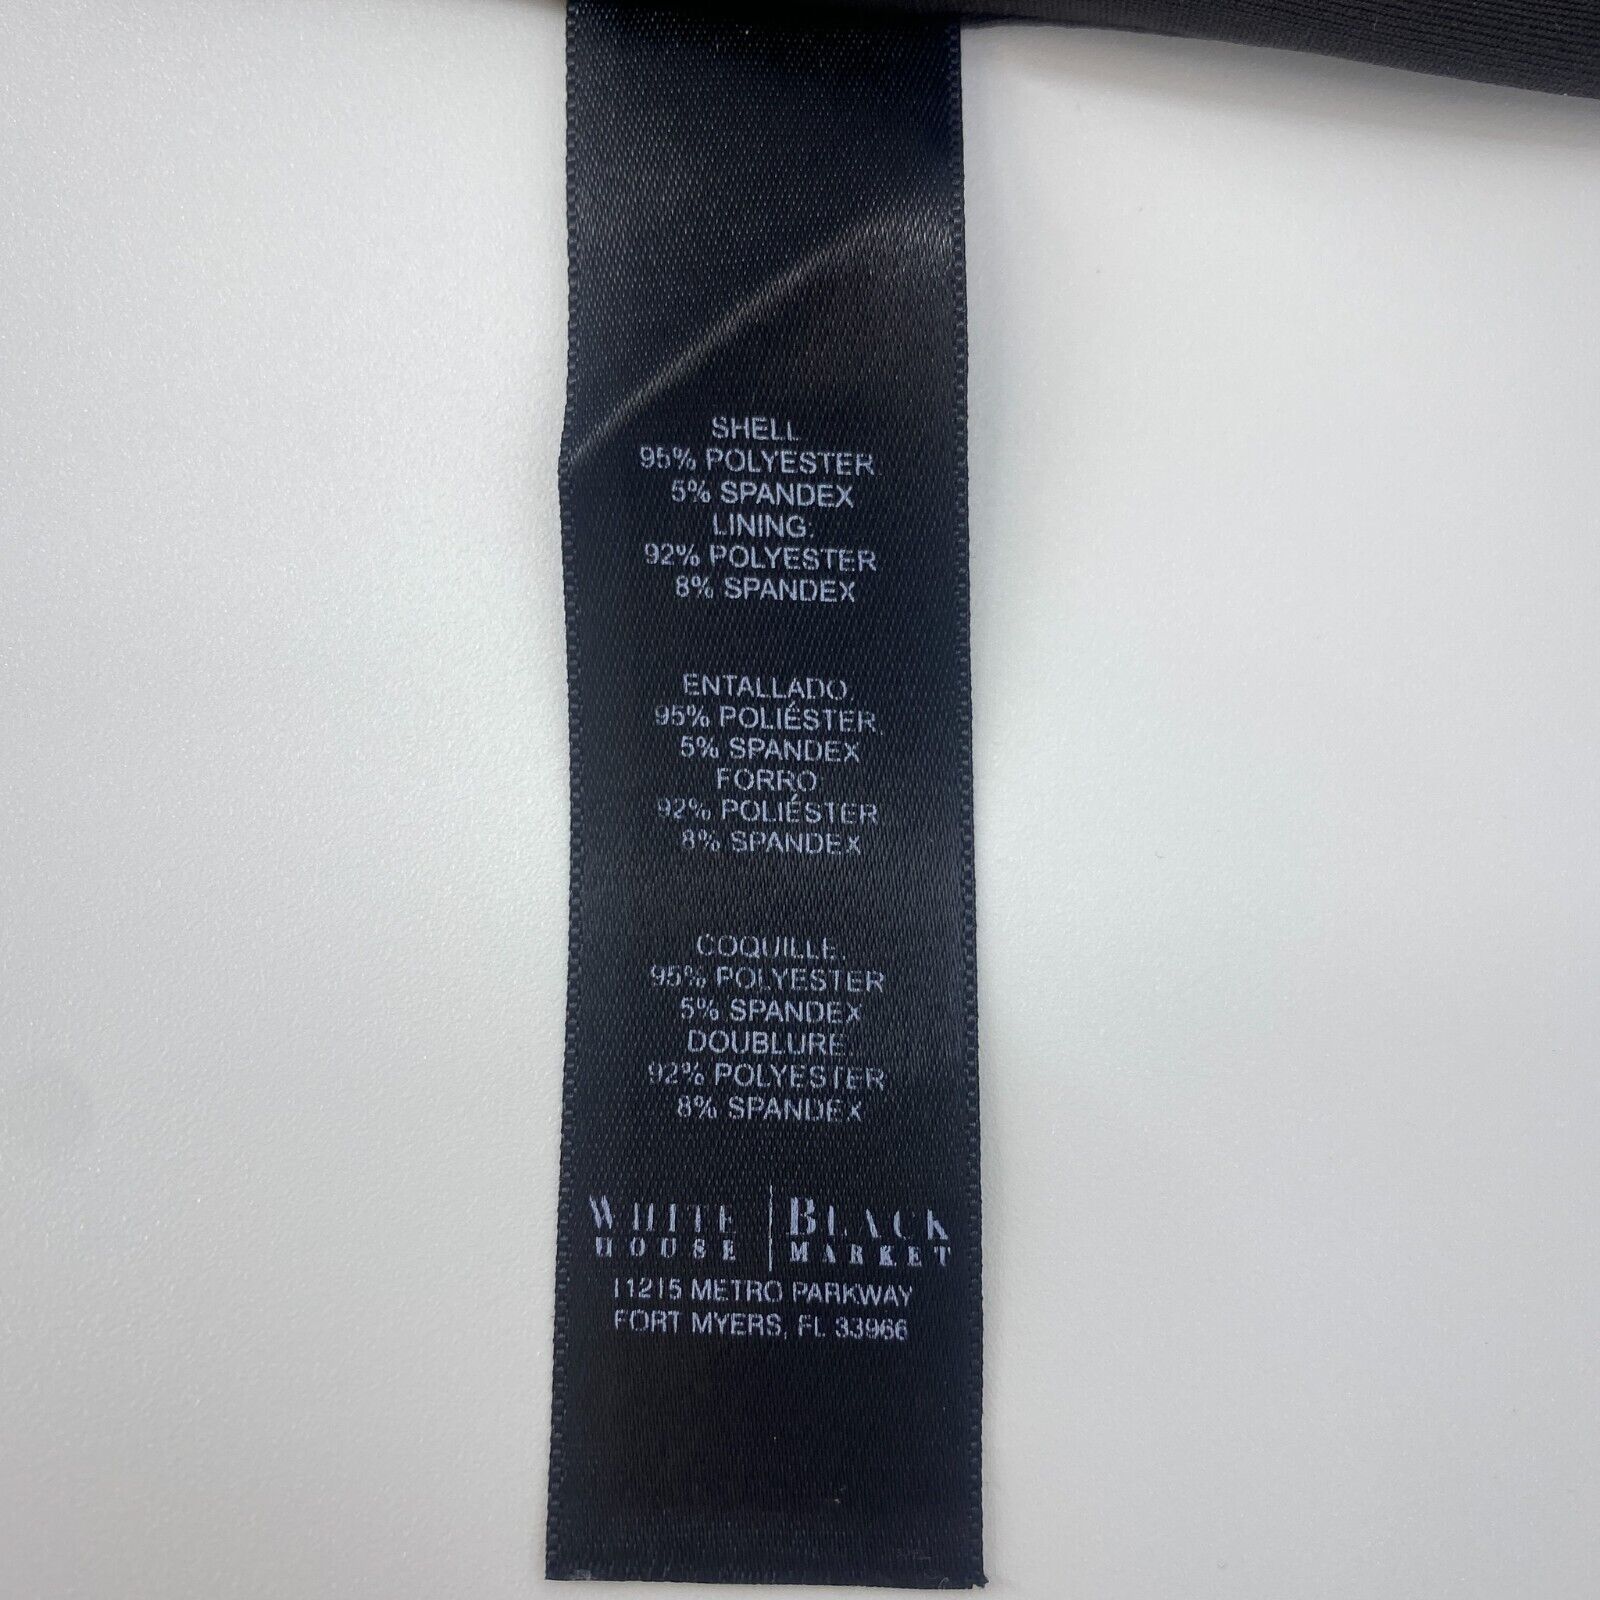 SHELL
95% POLYESTER
5% SPANDEX
LINING:
92% POLYESTER
8% SPANDEX
ENTALLADO
95% POLIÉSTER,
5% SPANDEX
FORRO
92% POLIÉSTER
8% SPANDEX
COQUILLE
95% POLYESTER
5% SPANDEX
DOUBLURE
92% POLYESTER
8% SPANDEX
WHITE | BLACK
HOUSE | MARKET
11215 METRO PARKWAY
FORT MYERS, FL 33966